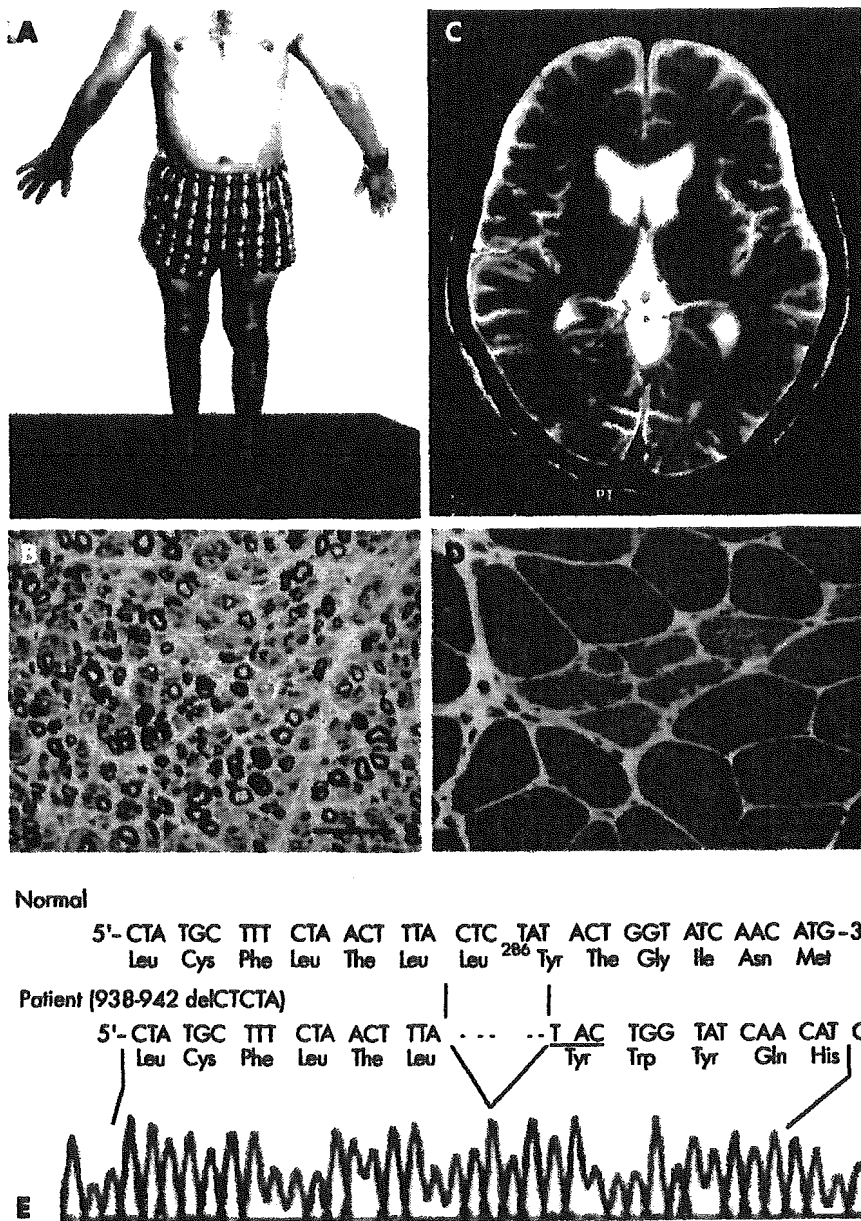 A
C
P1
B
D
Normal
5'- CTA TGC TTT CTA ACT TTA CTC TAT ACT GGT ATC AAC ATG -3
Leu Cys Phe Leu The Leu Leu 286 Tyr The Gly Ile Asn Met
Patient (938-942 delCTCTA)
5'- CTA TGC TTT CTA ACT TTA - - - - - T AC TGG TAT CAA CAT C
Leu Cys Phe Leu The Leu Tyr Trp Tyr Gln His
E